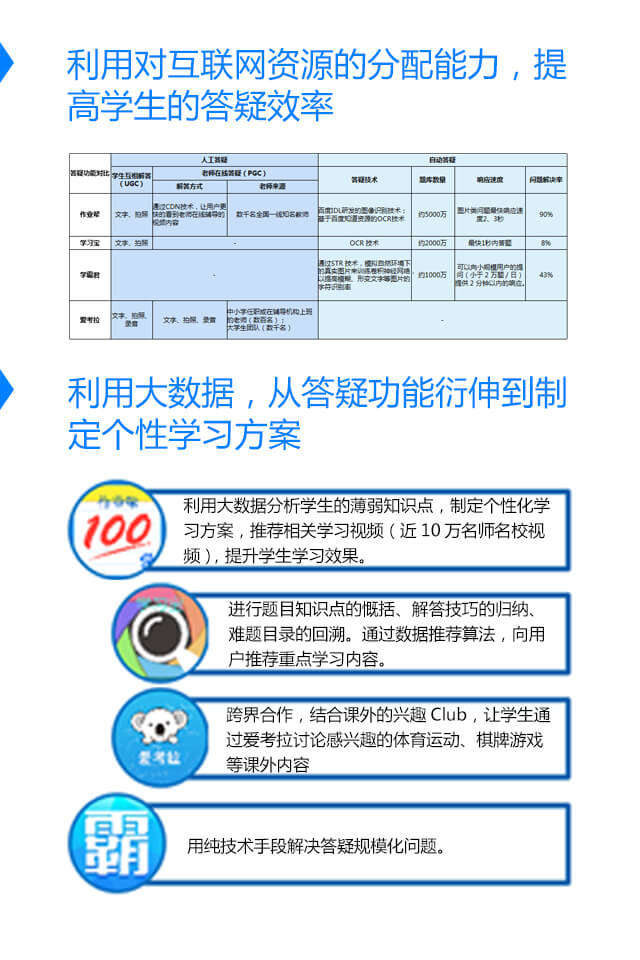 利用对互联网资源的分配能力，提
高学生的答疑效率
答疑功能对比
人工答疑
自动答疑
学生互相解答
（UGC）
老师在线答疑（PGC）
解答方式
老师来源
答疑技术
题库数量
响应速度
问题解决率
作业帮
文字、拍照
通过CDN技术，让用户更
快的看到老师在线辅导的
视频内容
数千名全国一线知名教师
百度IDL研发的图像识别技术；
基于百度知道资源的OCR技术
约5000万
图片类问题最快响应速
度2、3秒
90%
学习宝
文字、拍照
-
OCR 技术
约2000万
最快1秒内答题
8%
学霸君
-
通过STR 技术，模拟自然环境下
的真实图片来训练卷积神经网络，
以提高模糊、形变文字等图片的
字符识别率
约1000万
可以向小规模用户的提
问（小于 2 万题 / 日）
提供 2 分钟以内的响应。
43%
爱考拉
文字、拍照、
录音
文字、拍照、录音
中小学任职或在辅导机构上班
的老师（数百名）；
大学生团队（数千名）
-
利用大数据，从答疑功能衍伸到制
定个性学习方案
作业帮
100
利用大数据分析学生的薄弱知识点，制定个性化学
习方案，推荐相关学习视频（近 10 万名师名校视
频），提升学生学习效果。
进行题目知识点的慨括、解答技巧的归纳、
难题目录的回溯。通过数据推荐算法，向用
户推荐重点学习内容。
爱考拉
跨界合作，结合课外的兴趣 Club，让学生通
过爱考拉讨论感兴趣的体育运动、棋牌游戏
等课外内容
霸
用纯技术手段解决答疑规模化问题。